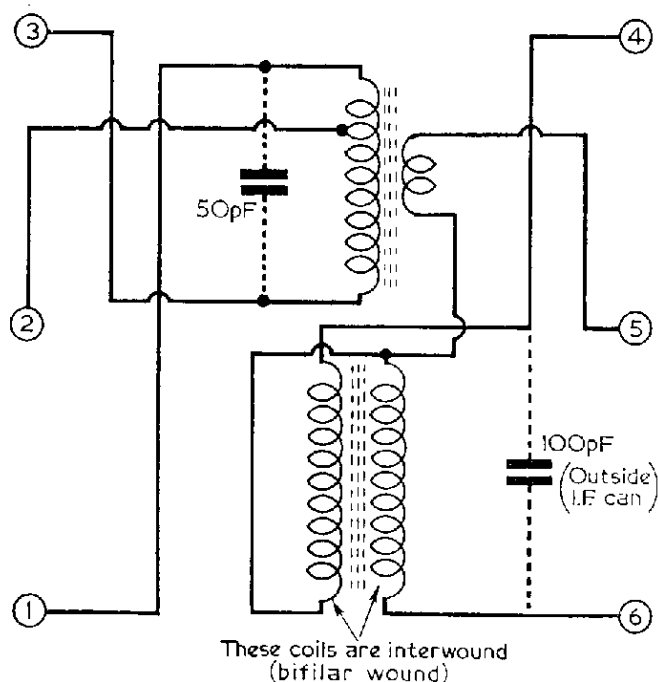 3
4
50pF
2
5
100pF
(Outside
I.F. can)
1
6
These coils are interwound
(bifilar wound)